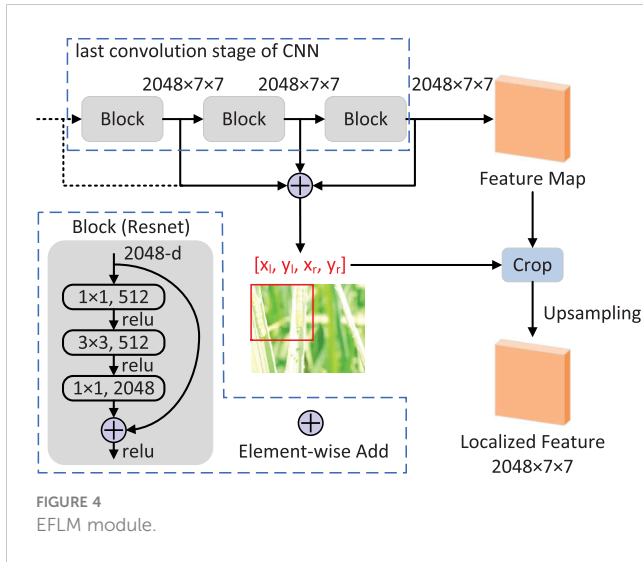 last convolution stage of CNN
2048×7×7
2048×7×7
2048×7×7
Block
Block
Block
Feature Map
Block (Resnet)
2048-d
1×1, 512
relu
3×3, 512
relu
1×1, 2048
relu
[xl, yl, xr, yr]
Crop
Upsampling
Element-wise Add
Localized Feature
2048×7×7
FIGURE 4
EFLM module.